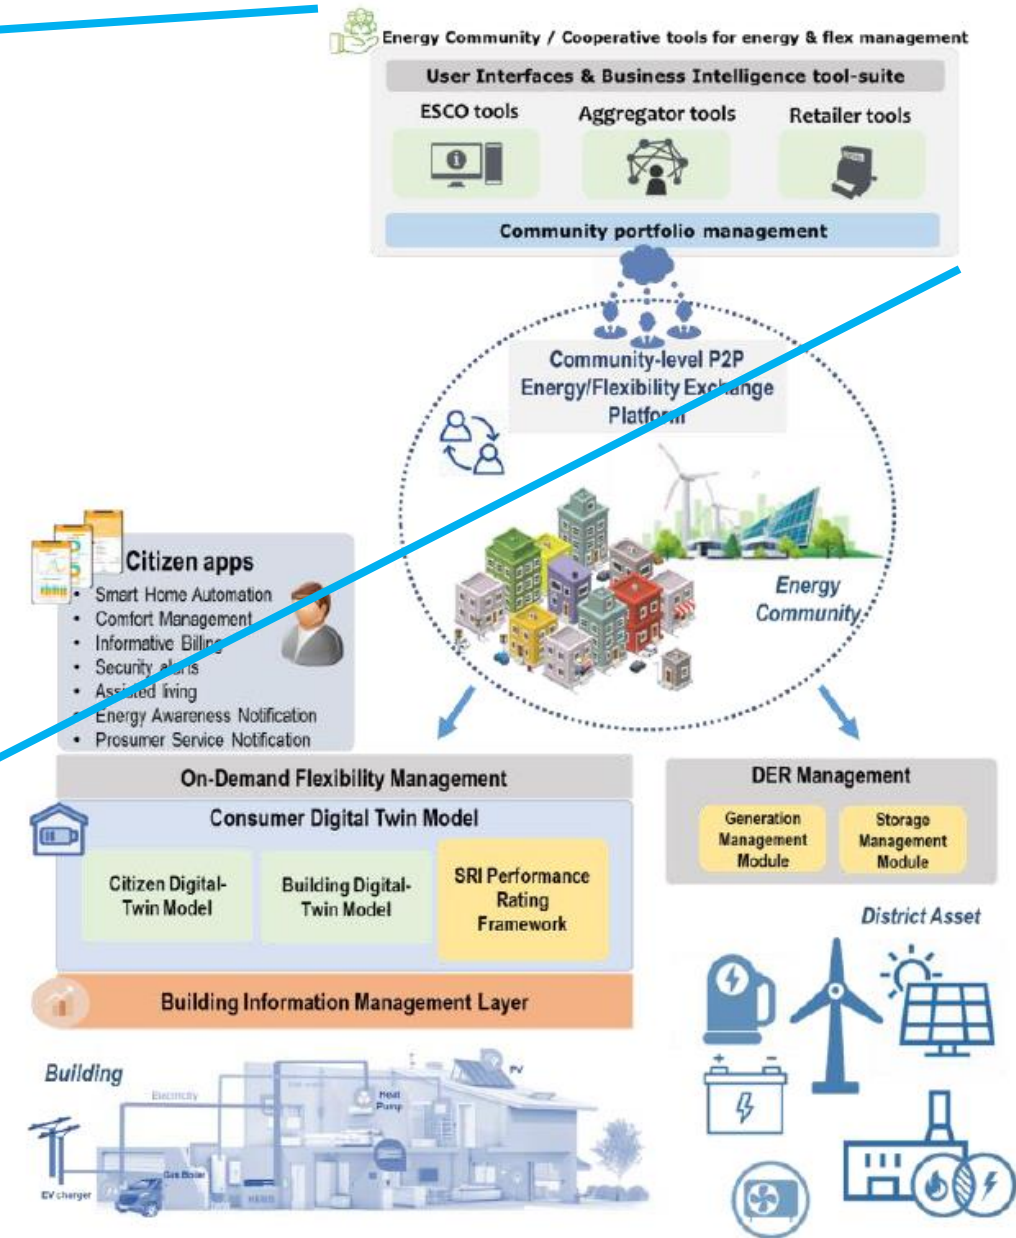 Energy Community / Cooperative tools for energy & flex management
User Interfaces & Business Intelligence tool-suite
ESCO tools
Aggregator tools
Retailer tools
Community portfolio management
Community-level P2P
Energy/Flexibility Exchange
Platform
Energy
Community
Citizen apps
• Smart Home Automation
• Comfort Management
• Informative Billing
• Security alerts
• Assisted living
• Energy Awareness Notification
• Prosumer Service Notification
On-Demand Flexibility Management
Consumer Digital Twin Model
Citizen Digital-
Twin Model
Building Digital-
Twin Model
SRI Performance
Rating
Framework
Building Information Management Layer
DER Management
Generation
Management
Module
Storage
Management
Module
District Asset
Building
Electricity
Heat
Pump
PV
Gas Boiler
EV charger